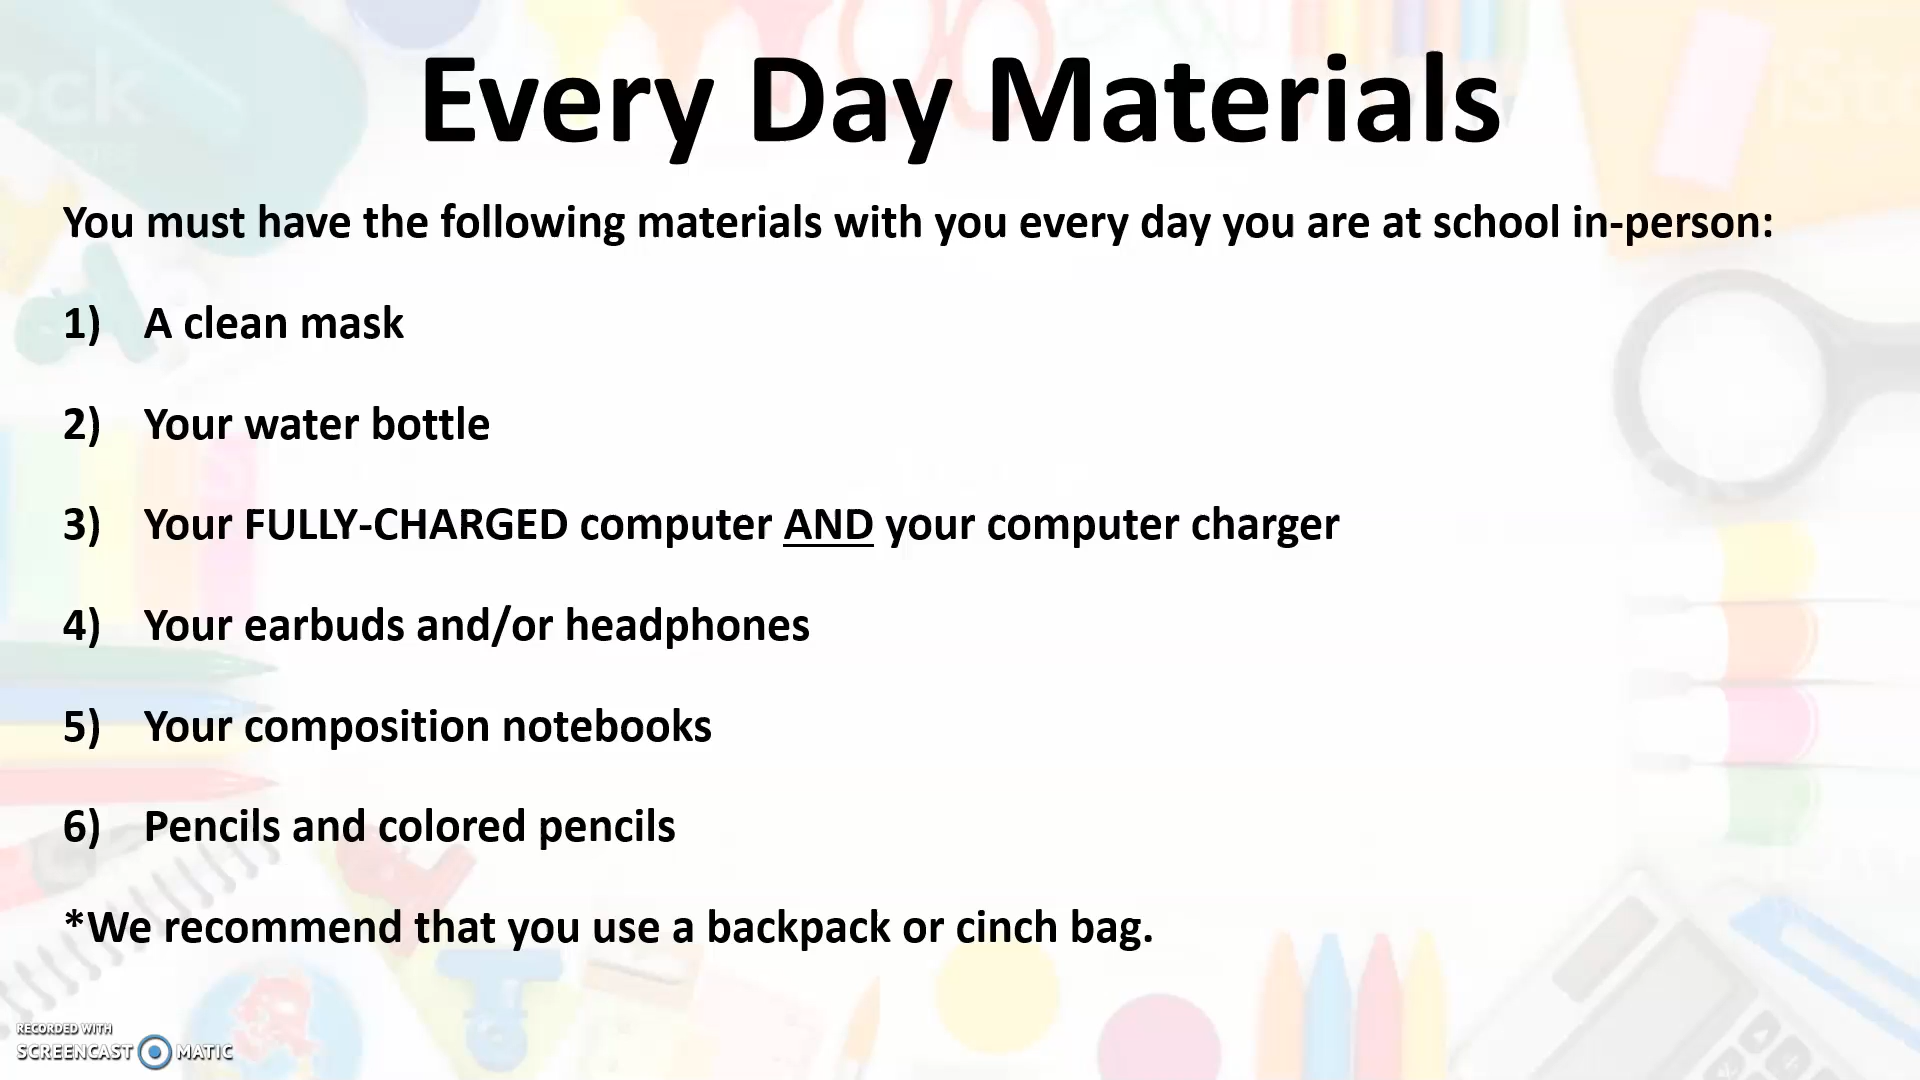 Every Day Materials
You must have the following materials with you every day you are at school in-person:
1) A clean mask
2) Your water bottle
3) Your FULLY-CHARGED computer AND your computer charger
4) Your earbuds and/or headphones
5) Your composition notebooks
6) Pencils and colored pencils
*We recommend that you use a backpack or cinch bag.
RECORDED WITH
SCREENCAST MATIC